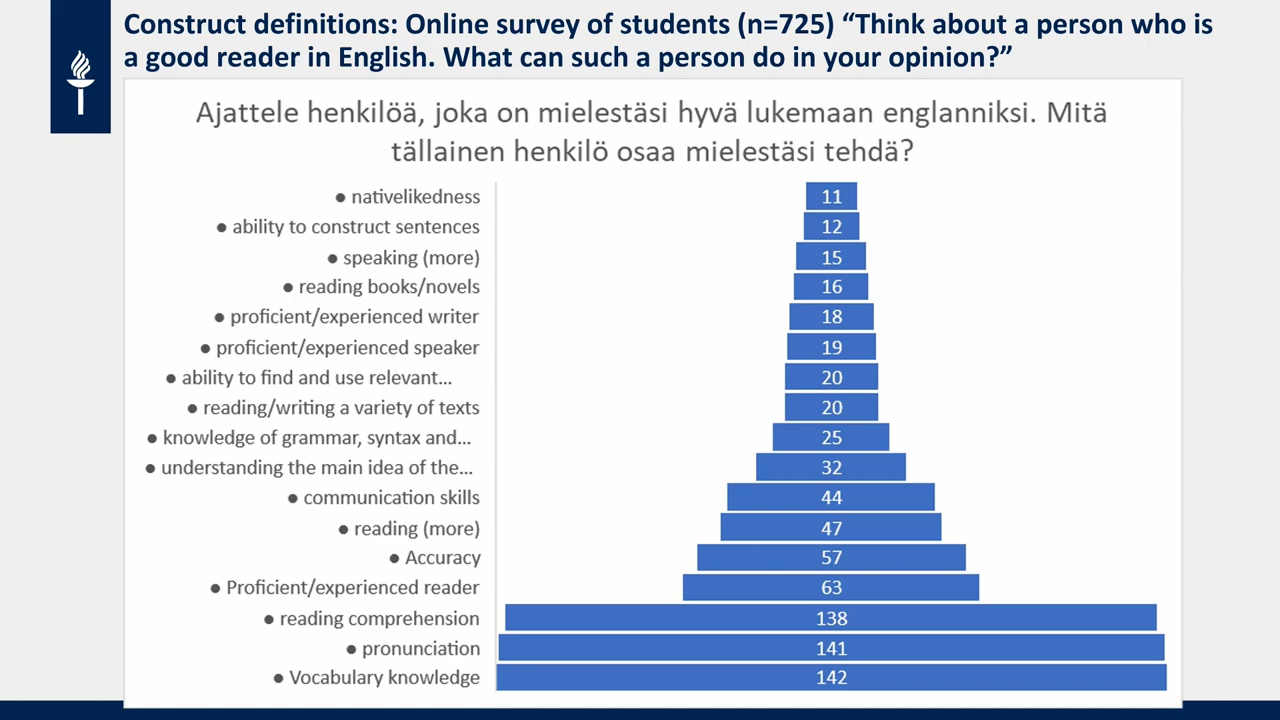 Construct definitions: Online survey of students (n=725) “Think about a person who is
a good reader in English. What can such a person do in your opinion?”
Ajattele henkilöä, joka on mielestäsi hyvä lukemaan englanniksi. Mitä
tällainen henkilö osaa mielestäsi tehdä?
● nativelikedness 11
● ability to construct sentences 12
● speaking (more) 15
● reading books/novels 16
● proficient/experienced writer 18
● proficient/experienced speaker 19
● ability to find and use relevant... 20
● reading/writing a variety of texts 20
● knowledge of grammar, syntax and... 25
● understanding the main idea of the... 32
● communication skills 44
● reading (more) 47
● Accuracy 57
● Proficient/experienced reader 63
● reading comprehension 138
● pronunciation 141
● Vocabulary knowledge 142